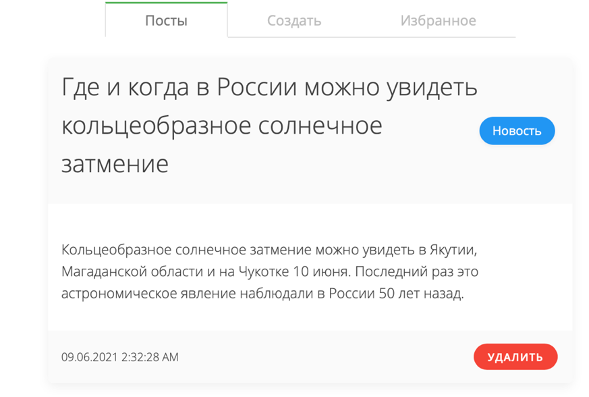 Посты Создать Избранное
Где и когда в России можно увидеть
кольцеобразное солнечное
затмение
Новость
Кольцеобразное солнечное затмение можно увидеть в Якутии,
Магаданской области и на Чукотке 10 июня. Последний раз это
астрономическое явление наблюдали в России 50 лет назад.
09.06.2021 2:32:28 AM УДАЛИТЬ